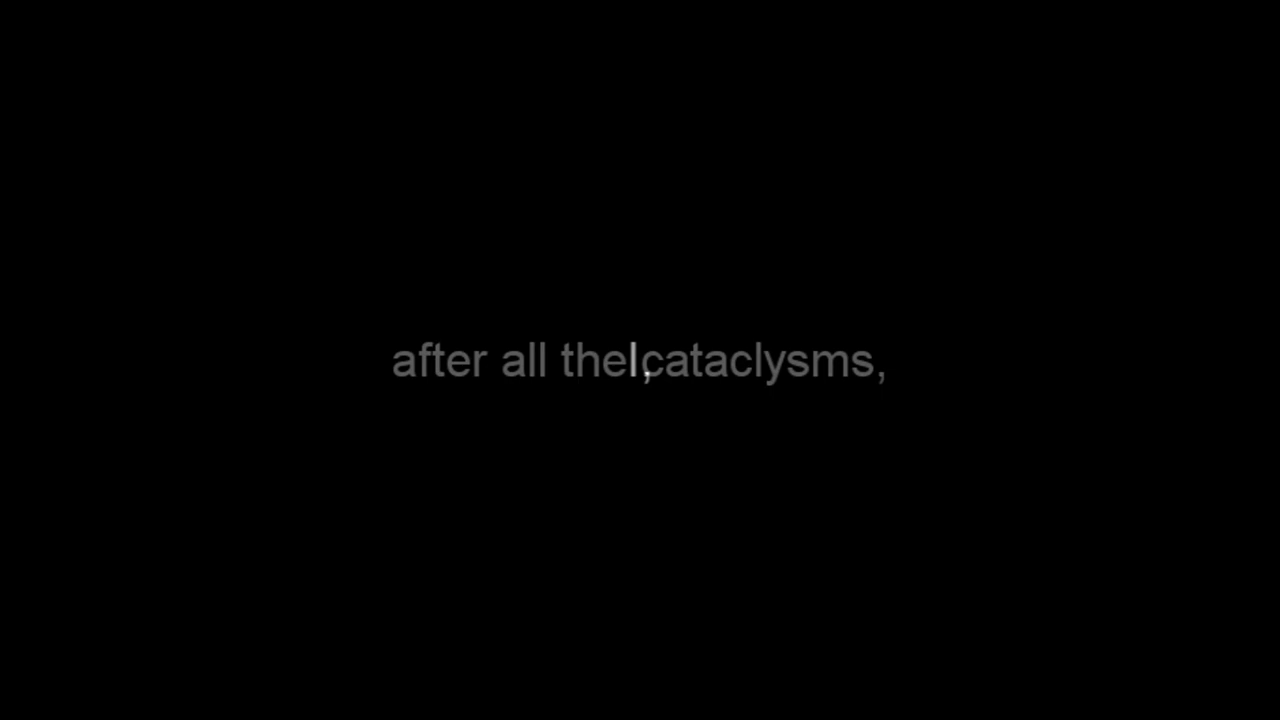 after all the cataclysms,
I,